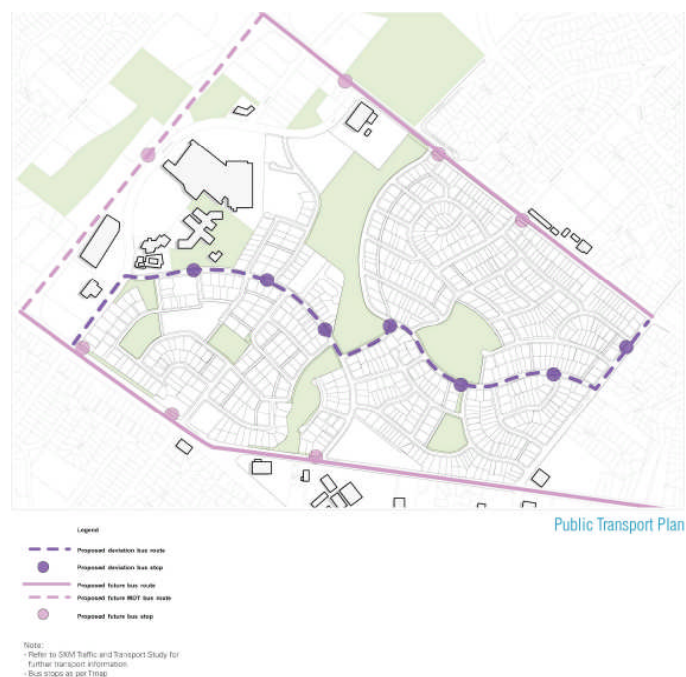 Public Transport Plan
Legend
Proposed deviation bus route
Proposed deviation bus stop
Proposed future bus route
Proposed future MOT bus route
Proposed future bus stop
Note:
- Refer to SKM Traffic and Transport Study for
further transport information
- Bus stops as per Tmap